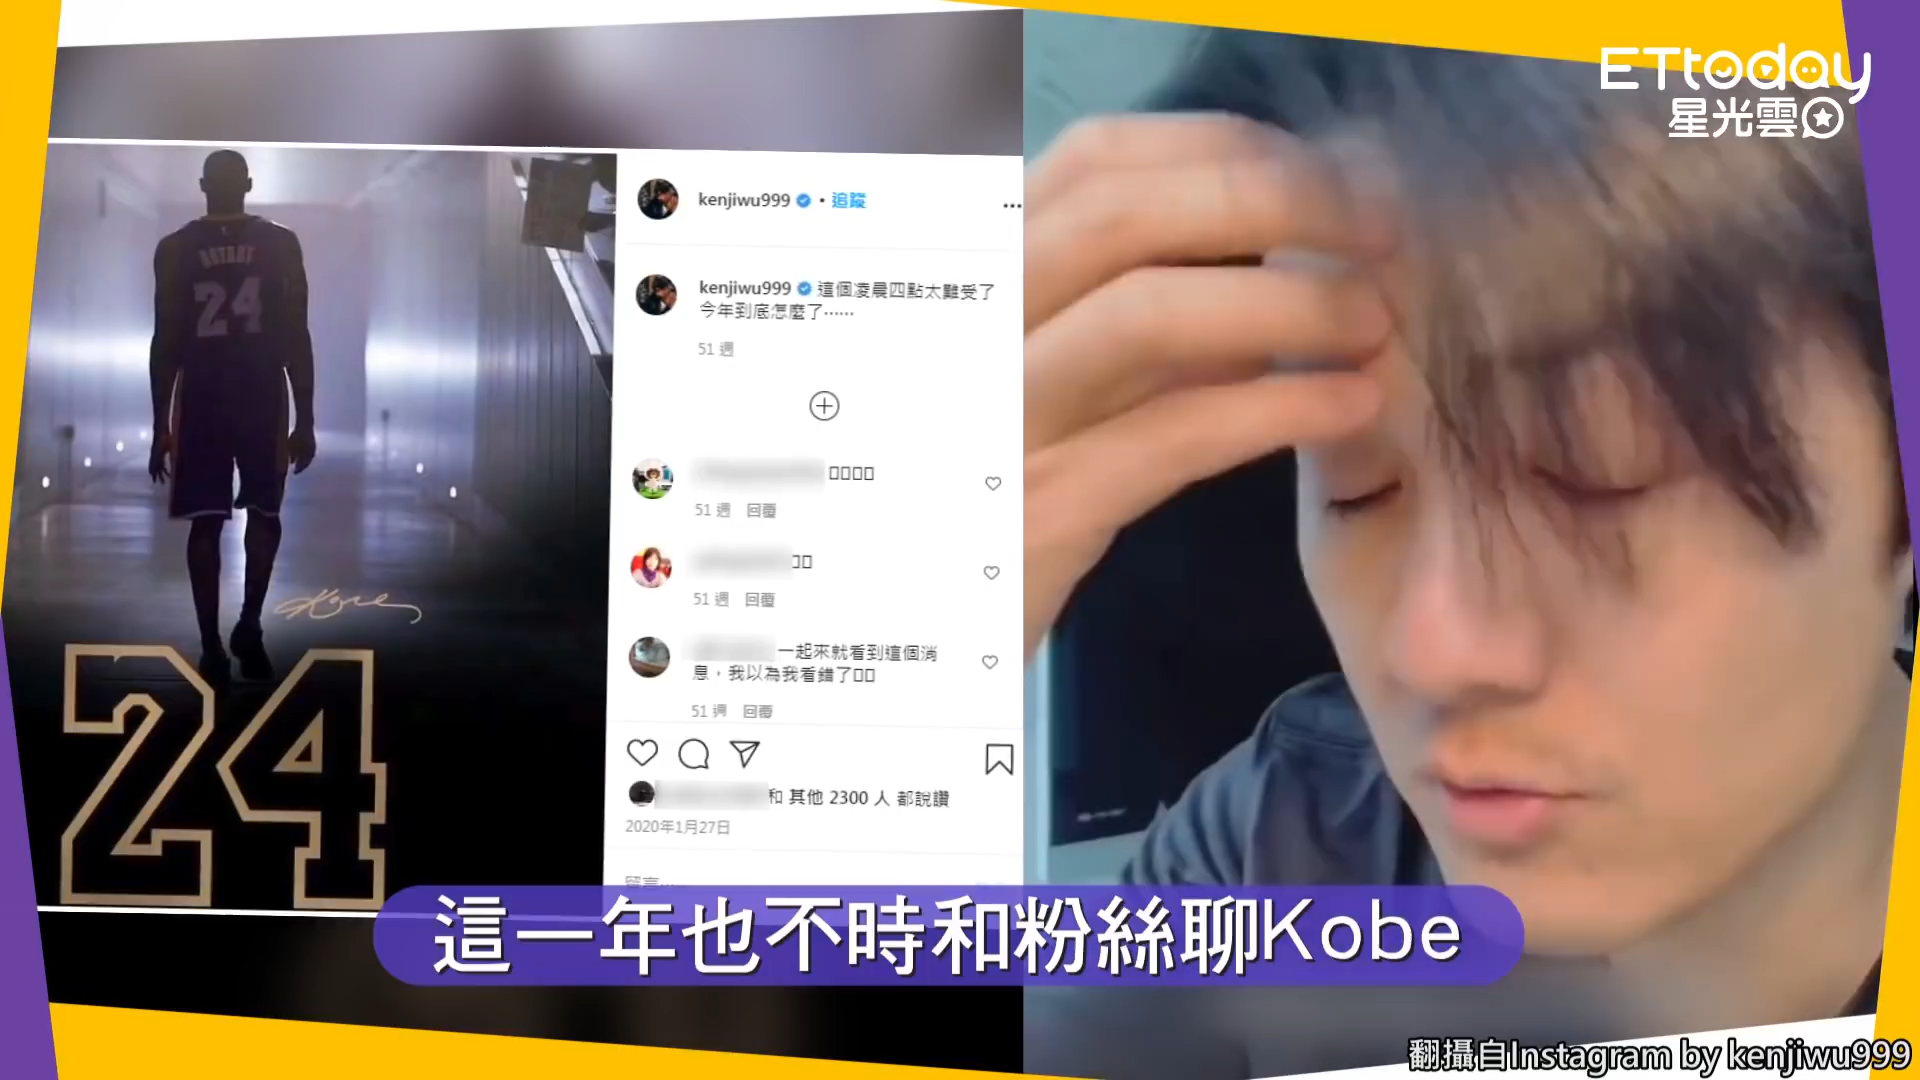 ETtoday
星光雲
BRYANT
24
Kobe
24
kenjiwu999 • 追蹤
kenjiwu999 這個凌晨四點太難受了
今年到底怎麼了⋯⋯
51 週
51 週 回覆
51 週 回覆
一起來就看到這個消
息，我以為我看錯了
51 週 回覆
和 其他 2300 人 都說讚
2020年1月27日
留言......
這一年也不時和粉絲聊Kobe
翻攝自Instagram by kenjiwu999